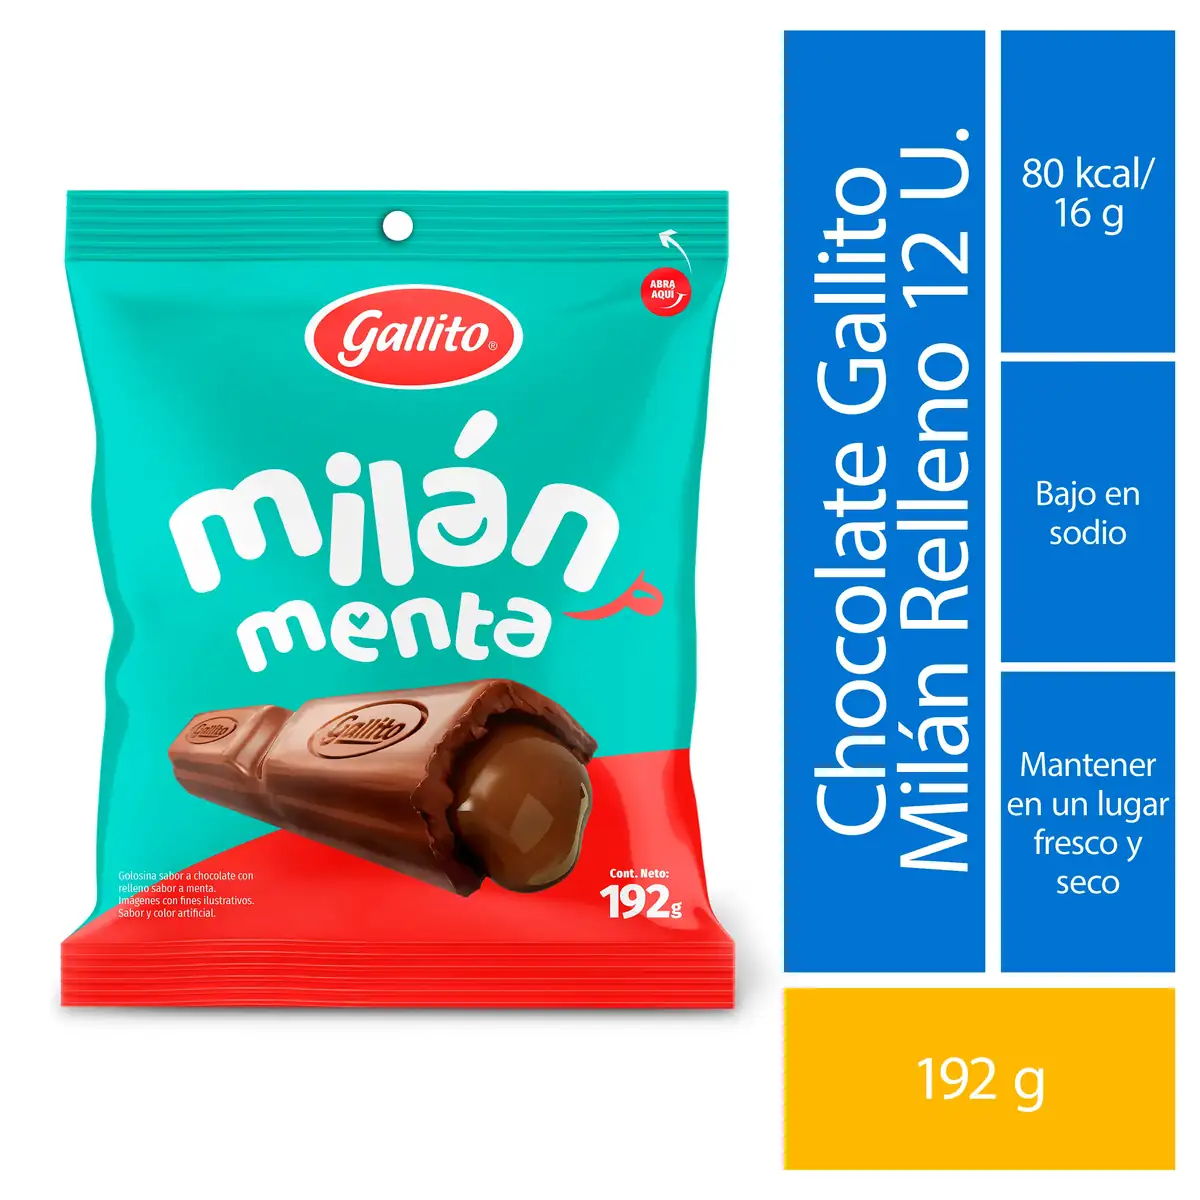 ABRA
AQUÍ
Gallito®
milán
menta
Gallito
Gallito
Golosina sabor a chocolate con
relleno sabor a menta.
Imágenes con fines ilustrativos.
Sabor y color artificial.
Cont. Neto:
192g
Chocolate Gallito
Milán Relleno 12 U.
80 kcal/
16 g
Bajo en
sodio
Mantener
en un lugar
fresco y
seco
192 g